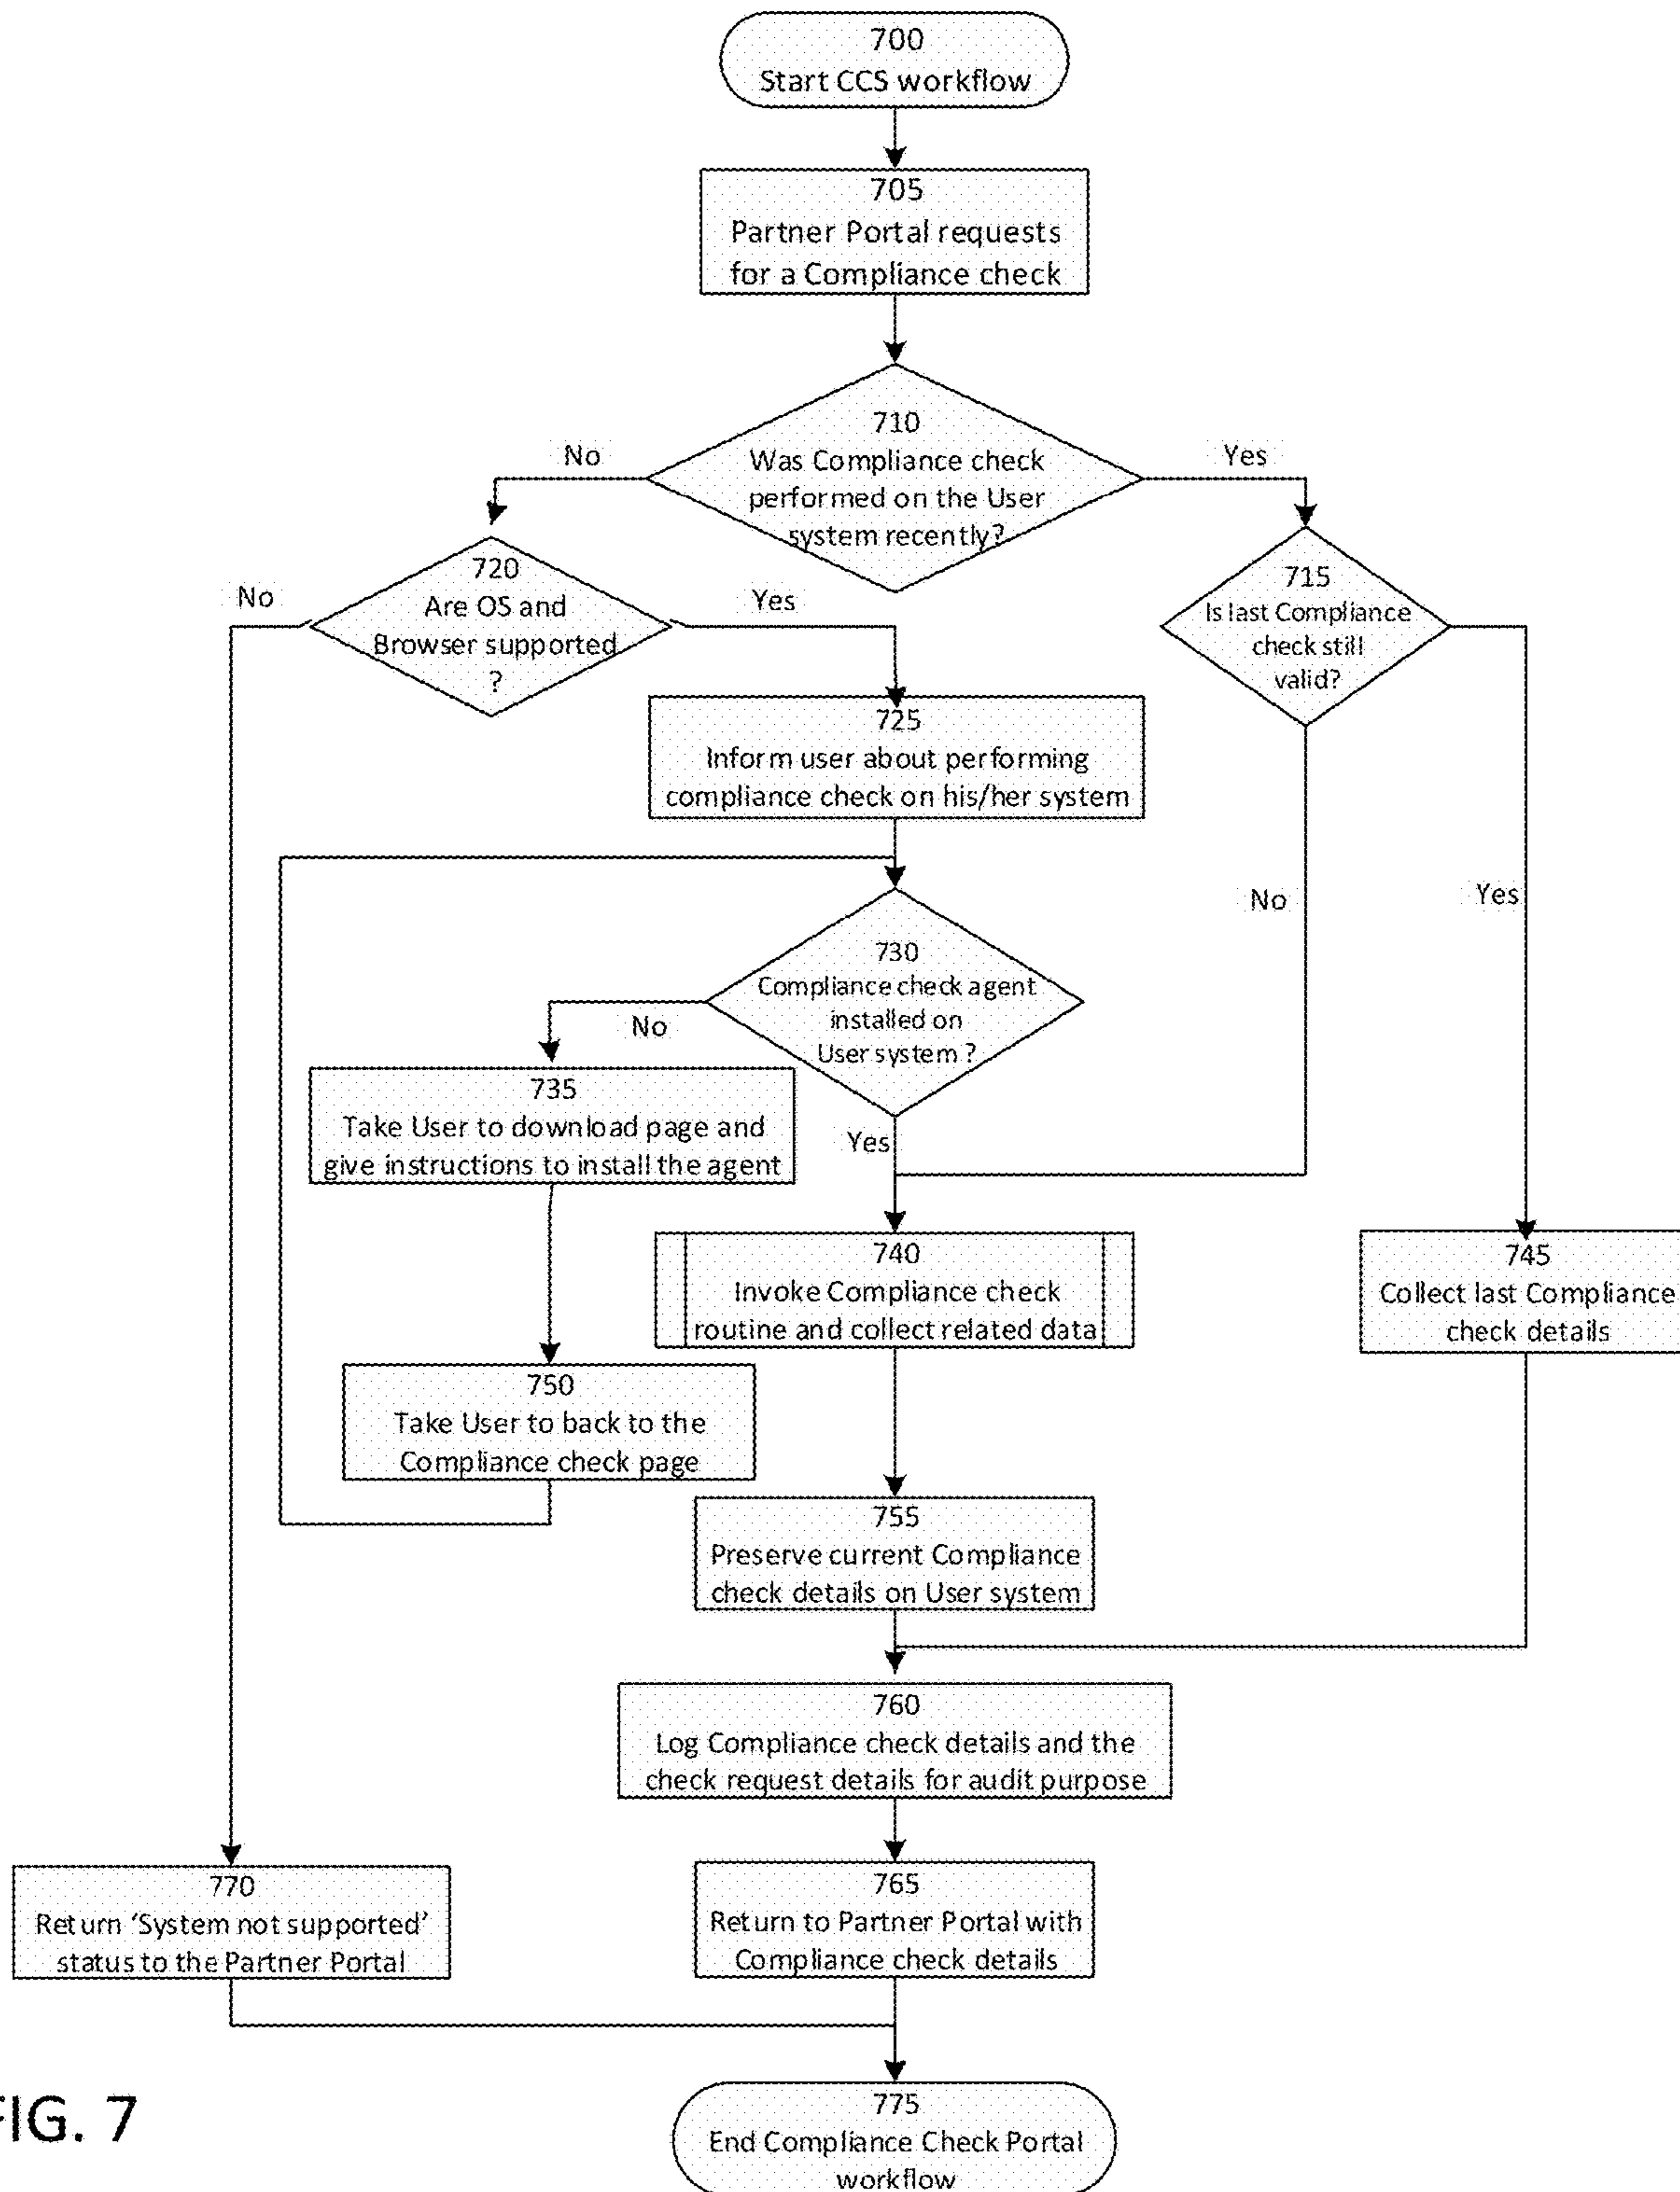 700
Start CCS workflow
705
Partner Portal requests
for a Compliance check
710
Was Compliance check
performed on the User
system recently?
No
Yes
720
Are OS and
Browser supported
?
No
Yes
715
Is last Compliance
check still
valid?
No
Yes
725
Inform user about performing
compliance check on his/her system
730
Compliance check agent
installed on
User system ?
No
Yes
735
Take User to download page and
give instructions to install the agent
740
Invoke Compliance check
routine and collect related data
745
Collect last Compliance
check details
750
Take User to back to the
Compliance check page
755
Preserve current Compliance
check details on User system
760
Log Compliance check details and the
check request details for audit purpose
770
Return ‘System not supported’
status to the Partner Portal
765
Return to Partner Portal with
Compliance check details
775
End Compliance Check Portal
workflow
FIG. 7